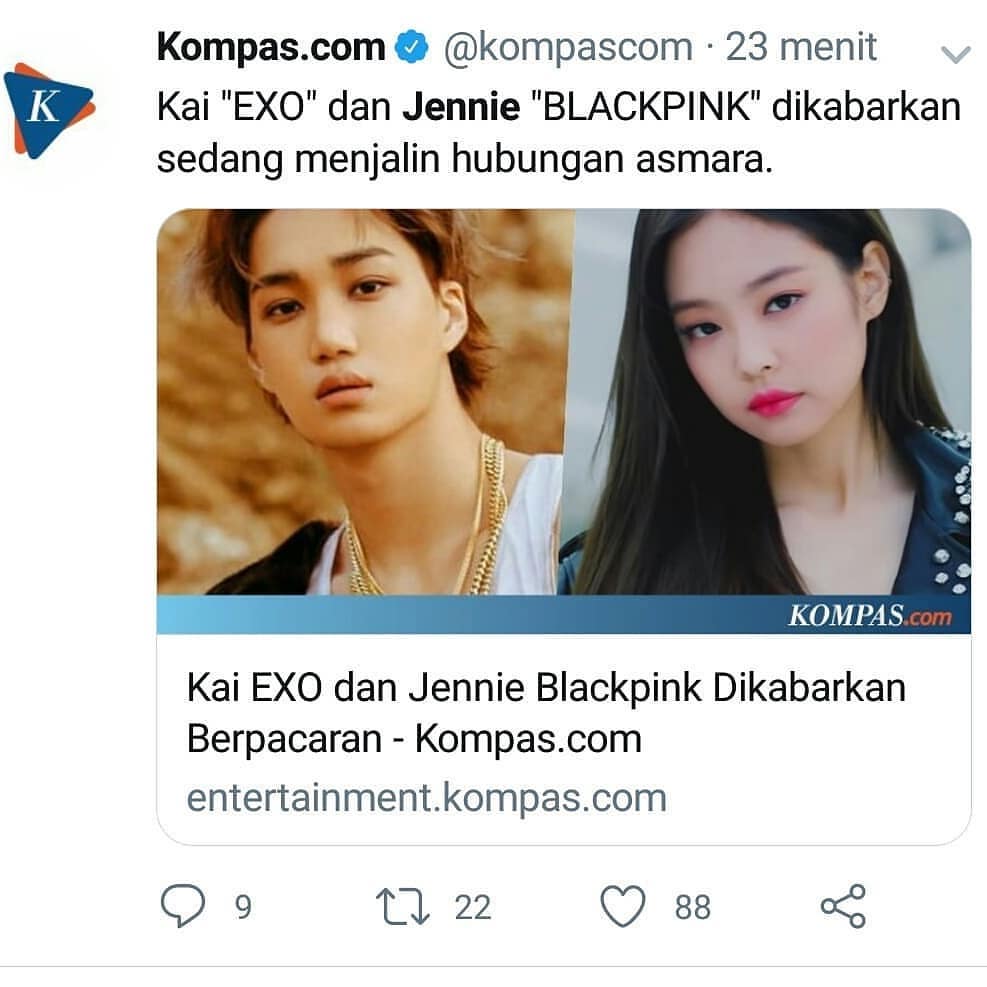 Kompas.com @kompascom · 23 menit
K
Kai "EXO" dan Jennie "BLACKPINK" dikabarkan
sedang menjalin hubungan asmara.
KOMPAS.com
Kai EXO dan Jennie Blackpink Dikabarkan
Berpacaran - Kompas.com
entertainment.kompas.com
9 22 88